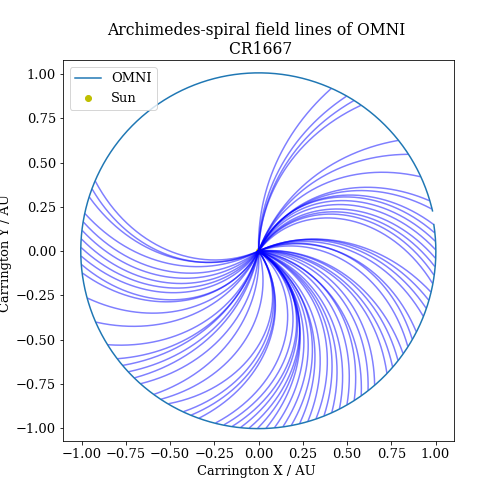 Archimedes-spiral field lines of OMNI
CR1667
OMNI
Sun
1.00
0.75
0.50
0.25
0.00
−0.25
−0.50
−0.75
−1.00
Carrington Y / AU
−1.00 −0.75 −0.50 −0.25 0.00 0.25 0.50 0.75 1.00
Carrington X / AU